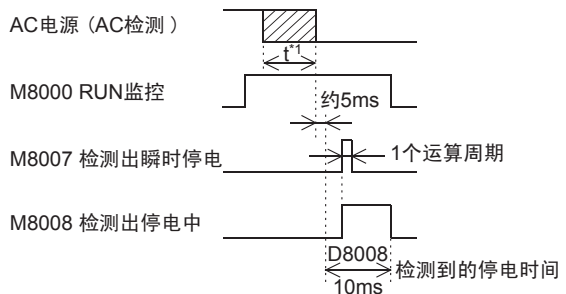 AC电源（AC检测）
t*1
M8000 RUN监控
约5ms
M8007 检测出瞬时停电
1个运算周期
M8008 检测出停电中
D8008
检测到的停电时间
10ms